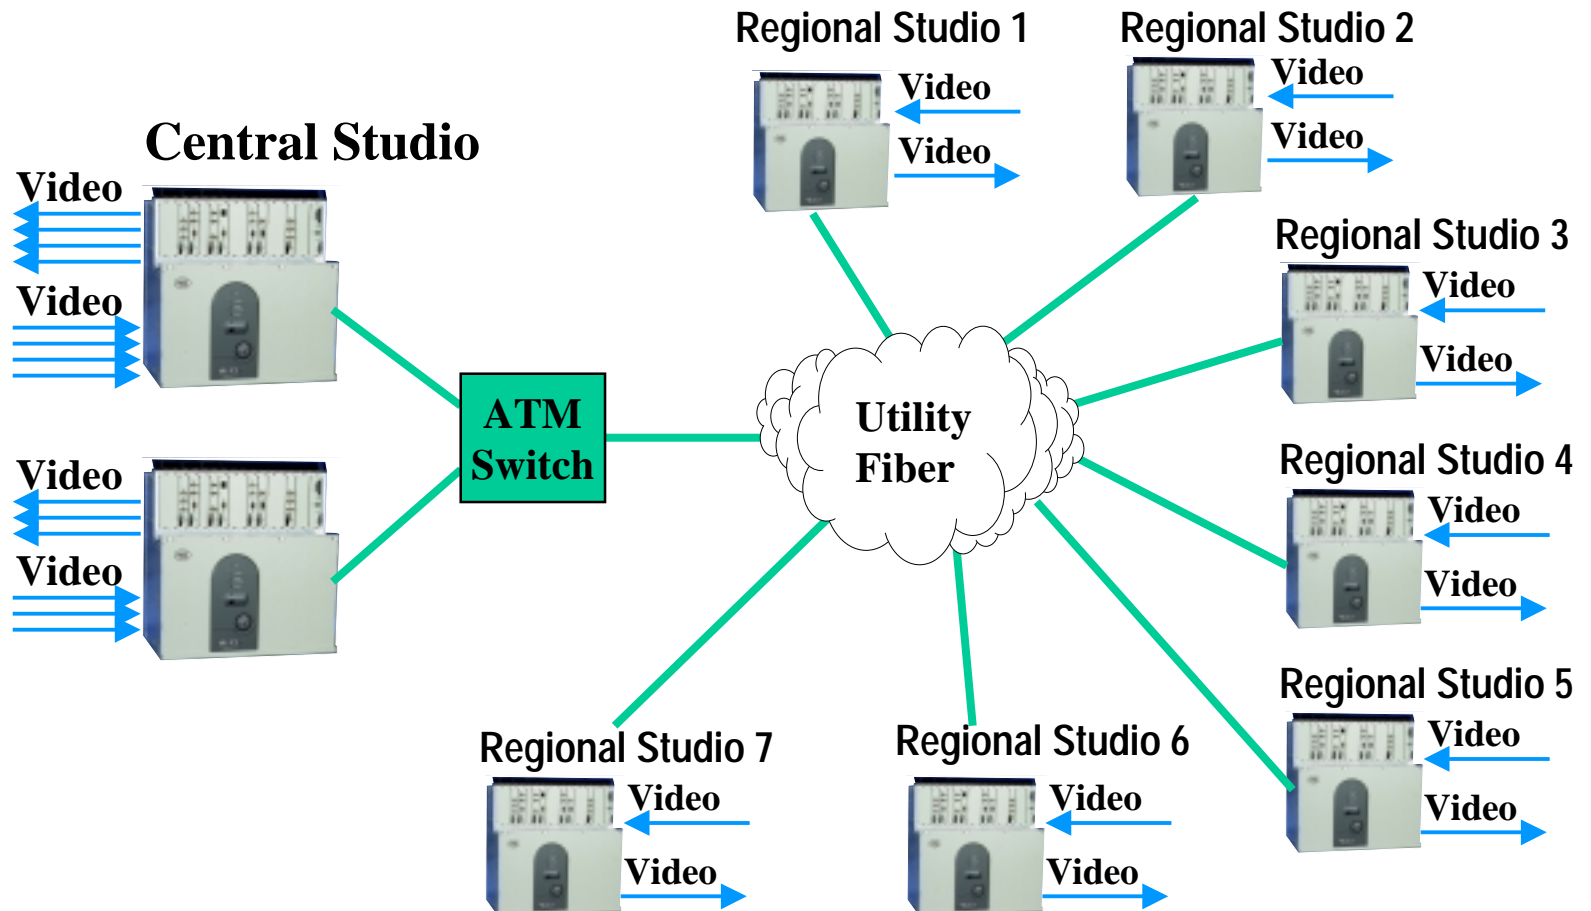 Regional Studio 1
Video
Video
Regional Studio 2
Video
Video
Central Studio
Video
Video
Video
Video
ATM
Switch
Utility
Fiber
Regional Studio 3
Video
Video
Regional Studio 4
Video
Video
Regional Studio 5
Video
Video
Regional Studio 7
Video
Video
Regional Studio 6
Video
Video